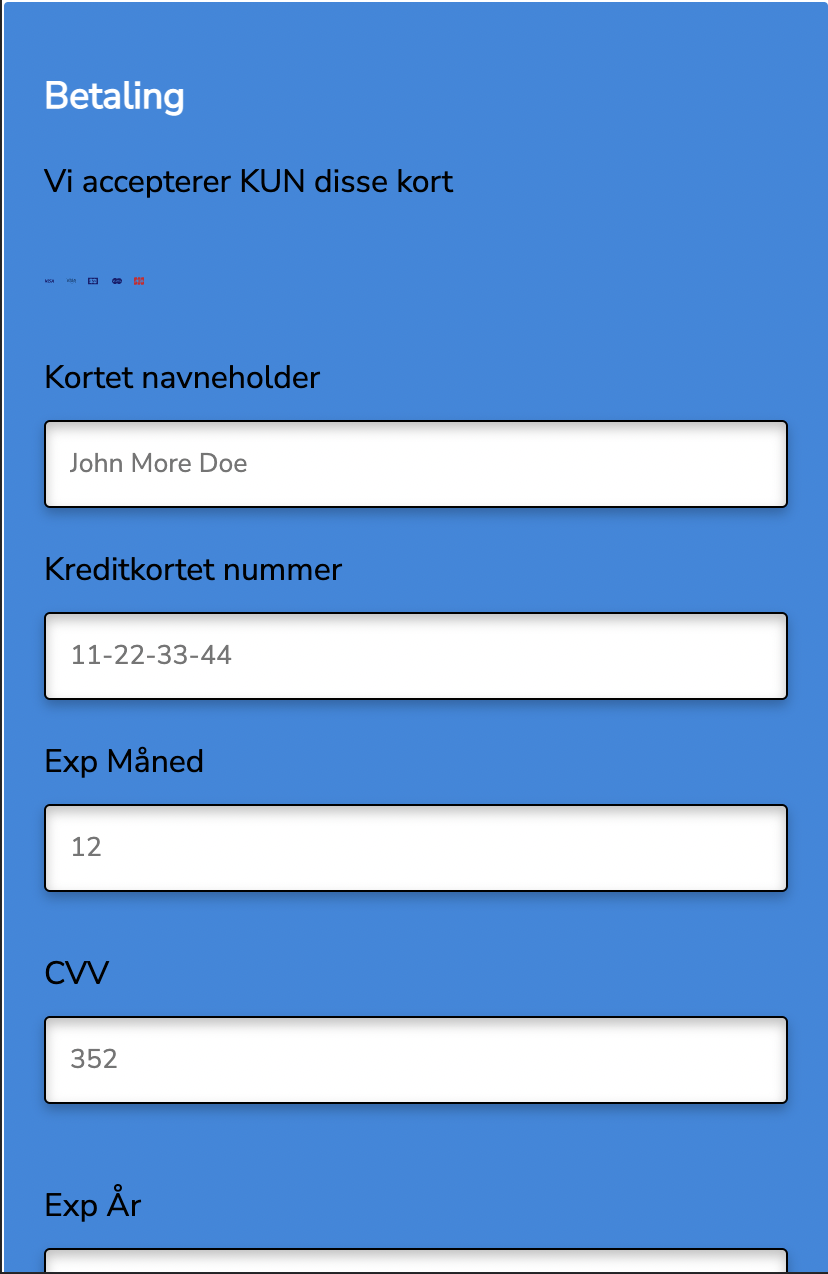 Betaling
Vi accepterer KUN disse kort
VISA
Kortet navneholder
John More Doe
Kreditkortet nummer
11-22-33-44
Exp Måned
12
CVV
352
Exp År